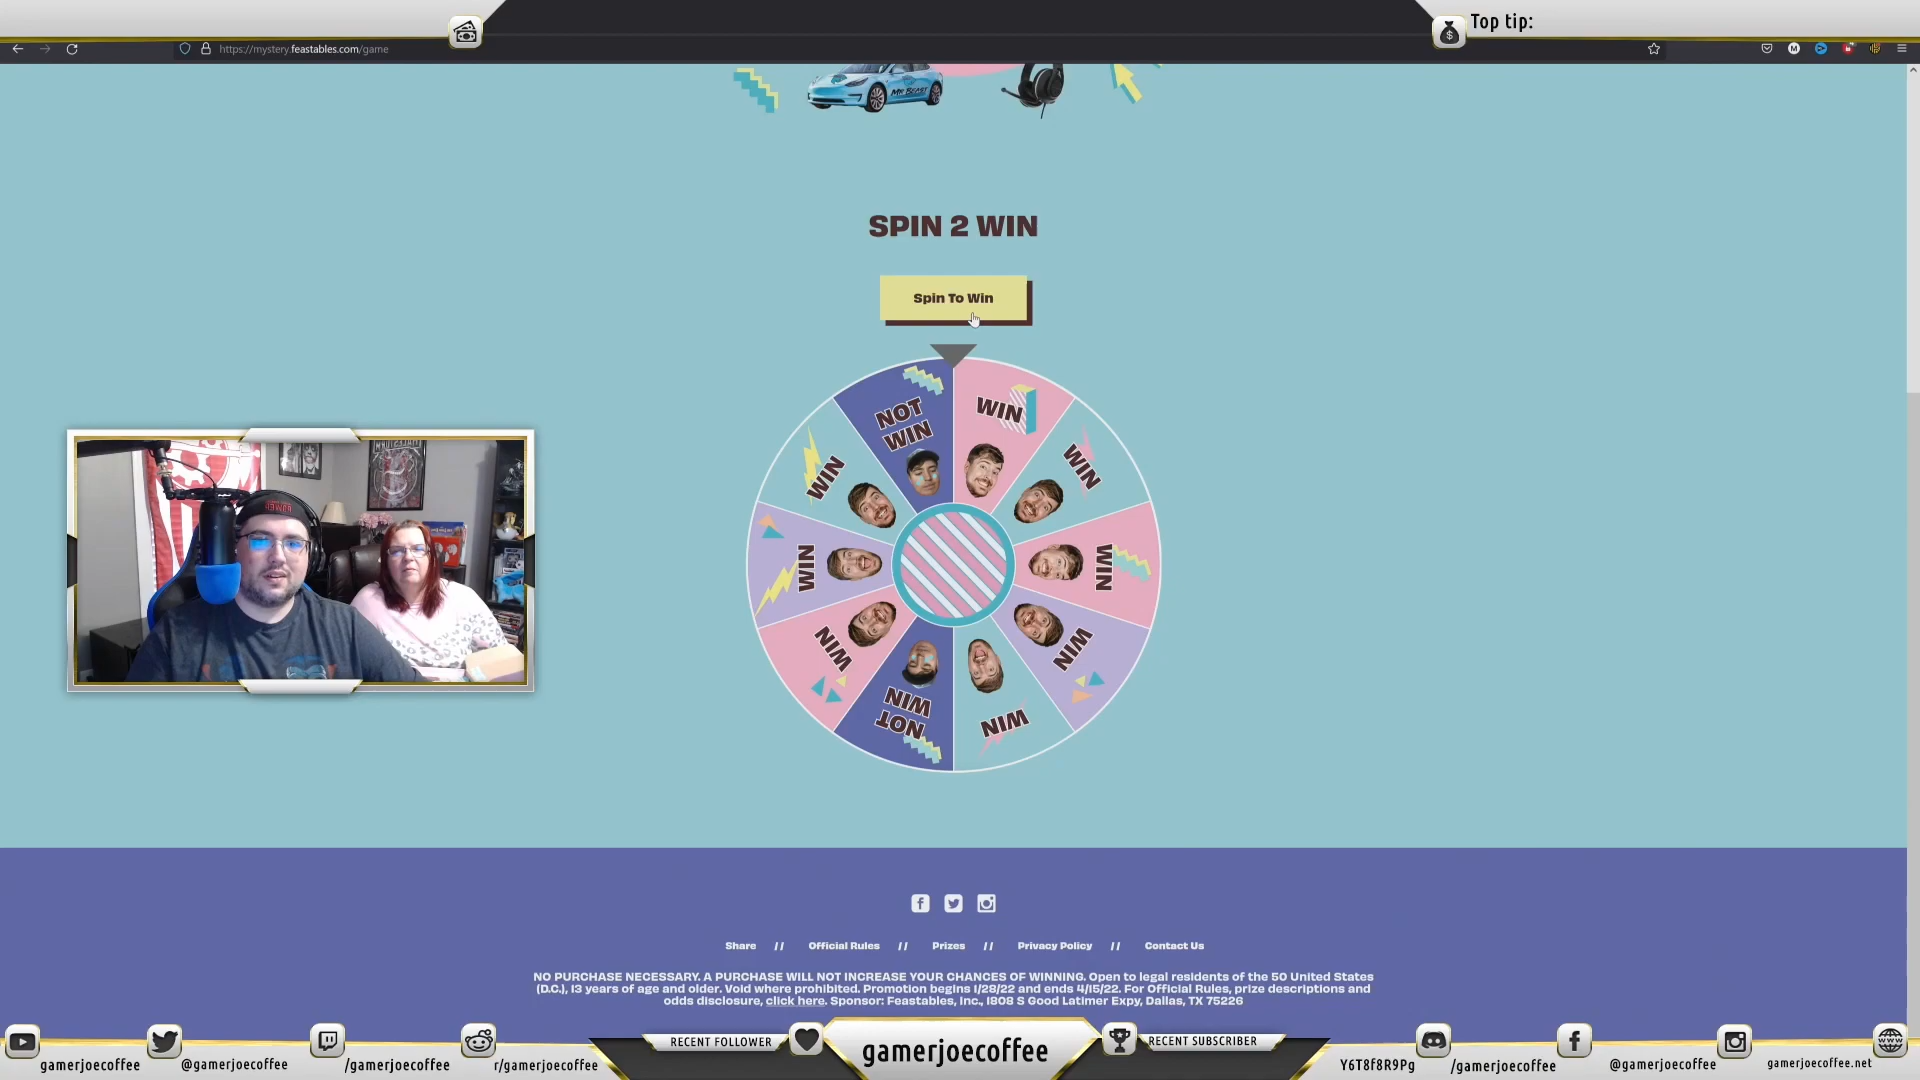 Top tip:
https://mystery.feastables.com/game
MR. BEAST
SPIN 2 WIN
Spin To Win
NOT
WIN
WIN
WIN
WIN
WIN
WIN
WIN
WIN
WIN
NOT
WIN
Share // Official Rules // Prizes // Privacy Policy // Contact Us
NO PURCHASE NECESSARY. A PURCHASE WILL NOT INCREASE YOUR CHANCES OF WINNING. Open to legal residents of the 50 United States
(D.C.), 13 years of age and older. Void where prohibited. Promotion begins 1/28/22 and ends 4/15/22. For Official Rules, prize descriptions and
odds disclosure, click here. Sponsor: Feastables, Inc., 1808 S Good Latimer Expy, Dallas, TX 75226
RECENT FOLLOWER
RECENT SUBSCRIBER
gamerjoecoffee
@gamerjoecoffee
/gamerjoecoffee
r/gamerjoecoffee
gamerjoecoffee
Y6T8f8R9Pg
/gamerjoecoffee
@gamerjoecoffee
gamerjoecoffee.net
WWW